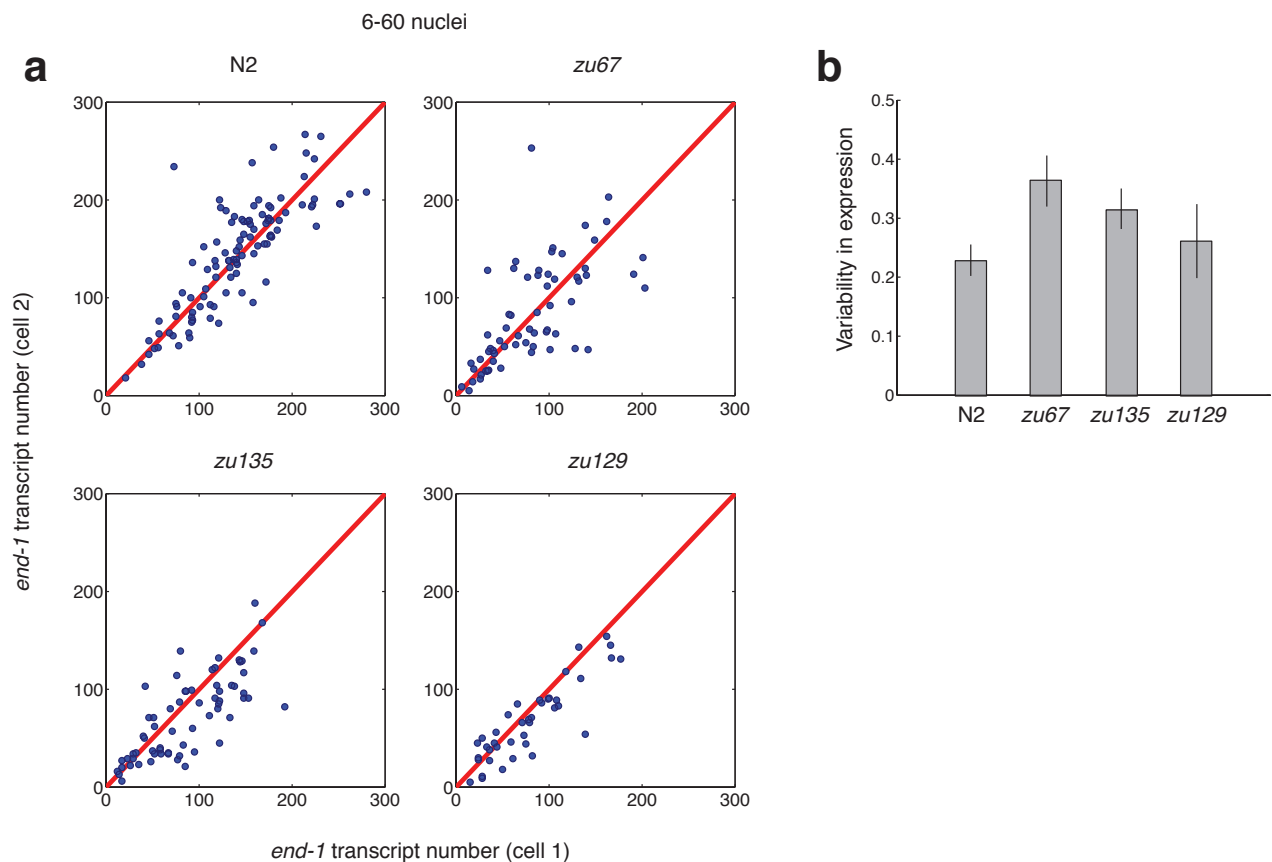 6-60 nuclei
a
N2
zu67
300
200
100
0
0 100 200 300
300
200
100
0
0 100 200 300
zu135
zu129
300
200
100
0
0 100 200 300
300
200
100
0
0 100 200 300
end-1 transcript number (cell 2)
end-1 transcript number (cell 1)
b
Variability in expression
0.5
0.4
0.3
0.2
0.1
0
N2 zu67 zu135 zu129